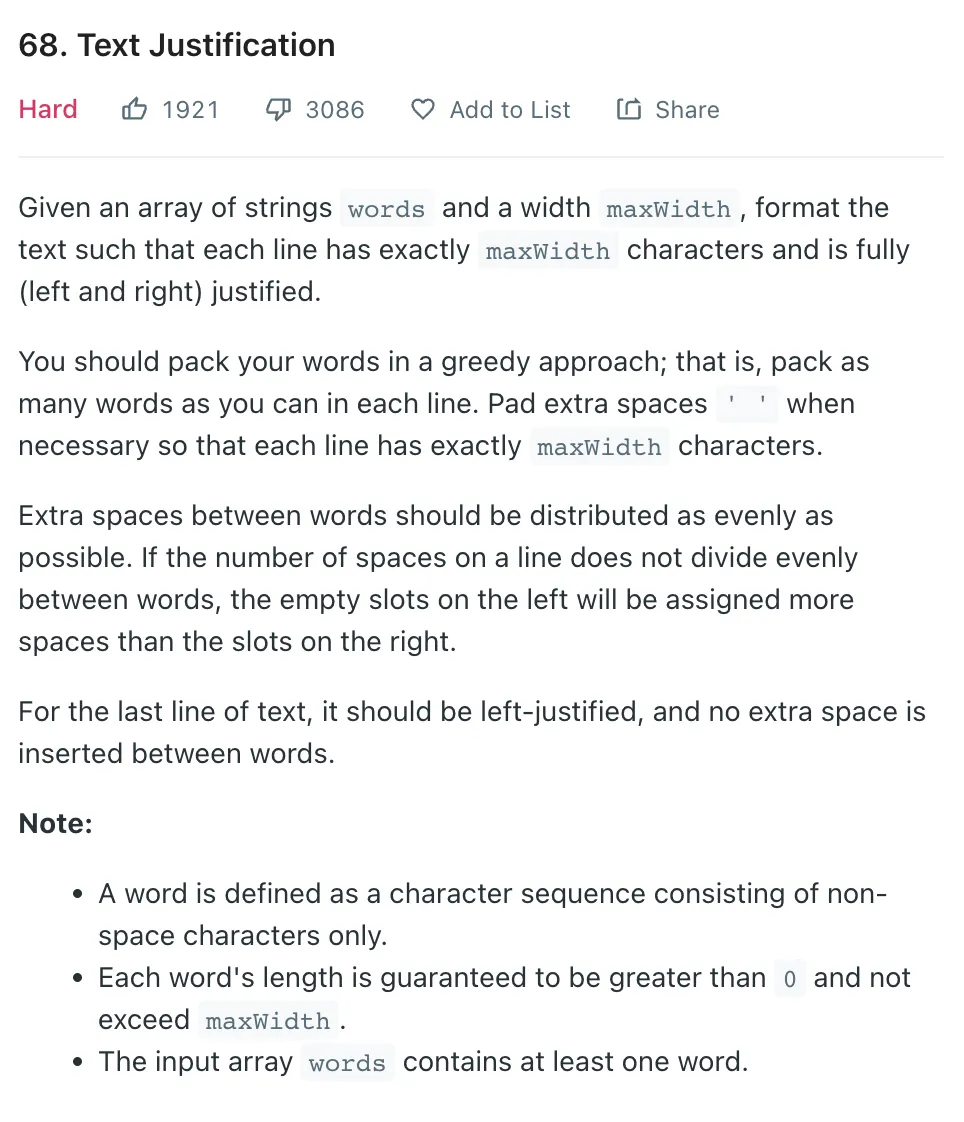 68. Text Justification
Hard 1921 3086 Add to List Share
Given an array of strings words and a width maxWidth, format the
text such that each line has exactly maxWidth characters and is fully
(left and right) justified.
You should pack your words in a greedy approach; that is, pack as
many words as you can in each line. Pad extra spaces ' ' when
necessary so that each line has exactly maxWidth characters.
Extra spaces between words should be distributed as evenly as
possible. If the number of spaces on a line does not divide evenly
between words, the empty slots on the left will be assigned more
spaces than the slots on the right.
For the last line of text, it should be left-justified, and no extra space is
inserted between words.
Note:
• A word is defined as a character sequence consisting of non-
space characters only.
• Each word's length is guaranteed to be greater than 0 and not
exceed maxWidth.
• The input array words contains at least one word.